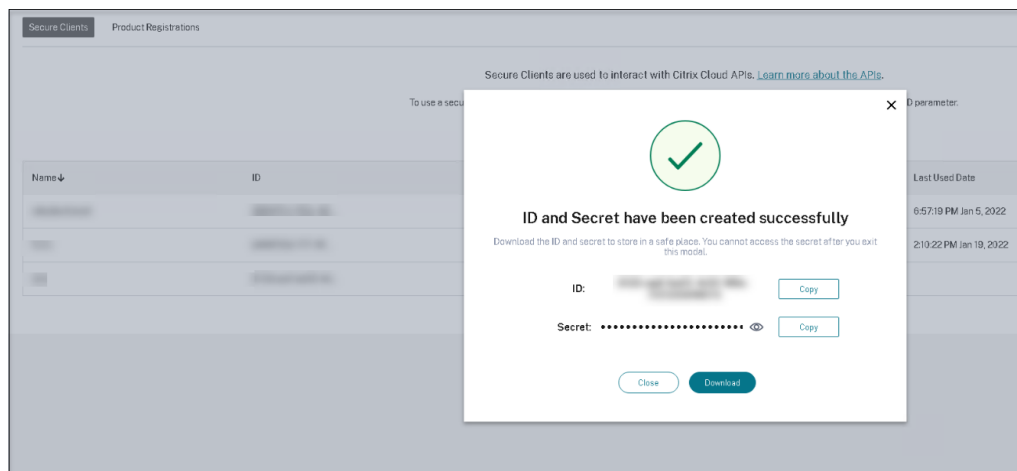 Secure Clients Product Registrations
Secure Clients are used to interact with Citrix Cloud APIs. Learn more about the APIs.
To use a secu
D parameter.
Name↓ ID Last Used Date
6:57:19 PM Jan 5, 2022
2:10:22 PM Jan 19, 2022
ID and Secret have been created successfully
Download the ID and secret to store in a safe place. You cannot access the secret after you exit
this modal.
ID: Copy
Secret: •••••••••••••••••••••••• Copy
Close Download